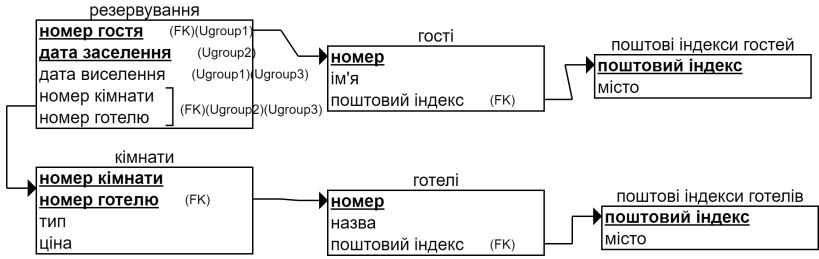 резервування
номер гостя (FK)(Ugroup1)
дата заселення (Ugroup2)
дата виселення (Ugroup1)(Ugroup3)
номер кімнати
номер готелю (FK)(Ugroup2)(Ugroup3)
гості
номер
ім'я
поштовий індекс (FK)
поштові індекси гостей
поштовий індекс
місто
кімнати
номер кімнати
номер готелю (FK)
тип
ціна
готелі
номер
назва
поштовий індекс (FK)
поштові індекси готелів
поштовий індекс
місто